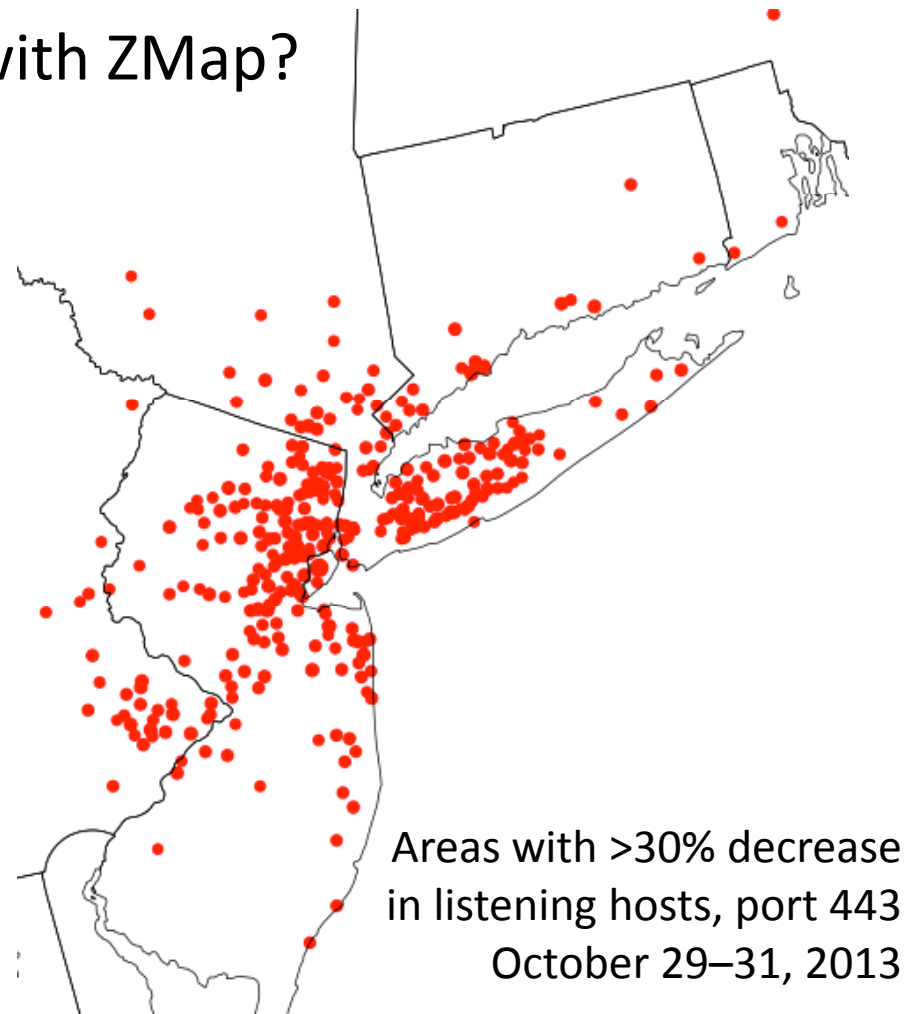 with ZMap?
Areas with >30% decrease
in listening hosts, port 443
October 29–31, 2013